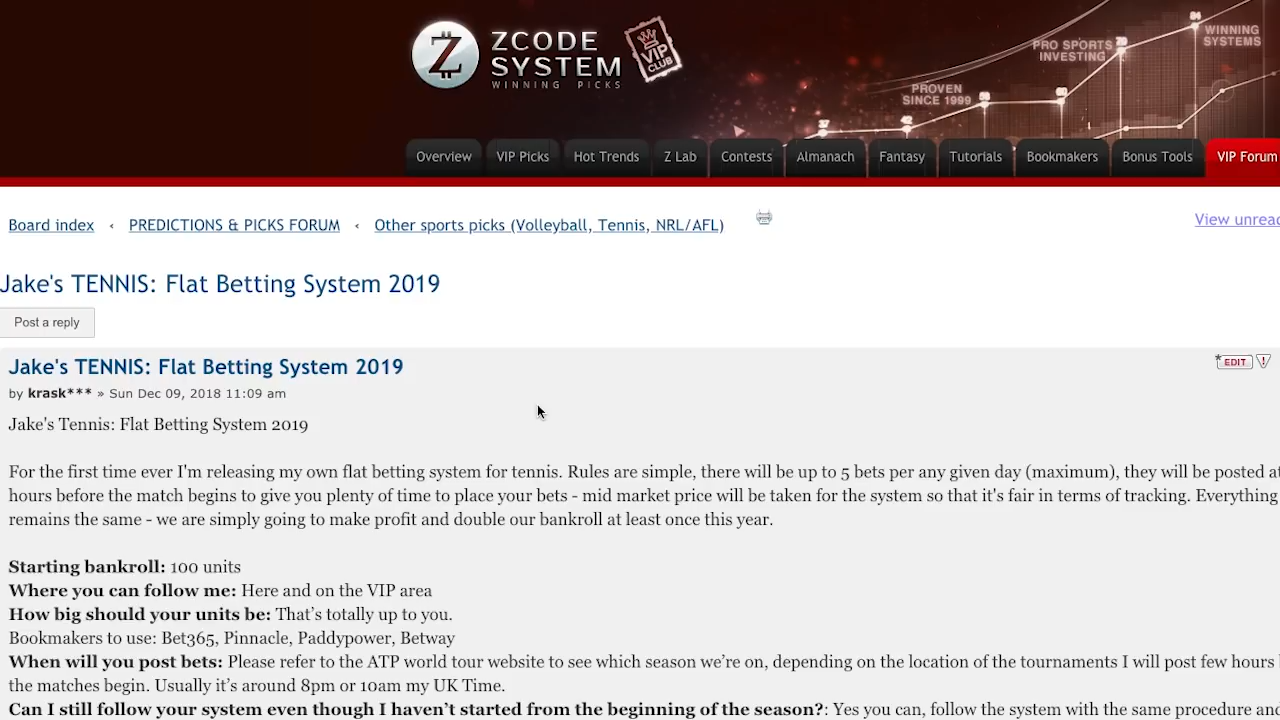 ZCODE
SYSTEM
WINNING PICKS
VIP
CLUB
PRO SPORTS
INVESTING
WINNING
SYSTEMS
PROVEN
SINCE 1999
Overview VIP Picks Hot Trends Z Lab Contests Almanach Fantasy Tutorials Bookmakers Bonus Tools VIP Forum
Board index ‹ PREDICTIONS & PICKS FORUM ‹ Other sports picks (Volleyball, Tennis, NRL/AFL)
View unread
Jake's TENNIS: Flat Betting System 2019
Post a reply
Jake's TENNIS: Flat Betting System 2019
* EDIT !
by krask*** » Sun Dec 09, 2018 11:09 am
Jake's Tennis: Flat Betting System 2019
For the first time ever I'm releasing my own flat betting system for tennis. Rules are simple, there will be up to 5 bets per any given day (maximum), they will be posted at
hours before the match begins to give you plenty of time to place your bets - mid market price will be taken for the system so that it's fair in terms of tracking. Everything
remains the same - we are simply going to make profit and double our bankroll at least once this year.
Starting bankroll: 100 units
Where you can follow me: Here and on the VIP area
How big should your units be: That’s totally up to you.
Bookmakers to use: Bet365, Pinnacle, Paddypower, Betway
When will you post bets: Please refer to the ATP world tour website to see which season we’re on, depending on the location of the tournaments I will post few hours
the matches begin. Usually it’s around 8pm or 10am my UK Time.
Can I still follow your system even though I haven’t started from the beginning of the season?: Yes you can, follow the system with the same procedure and